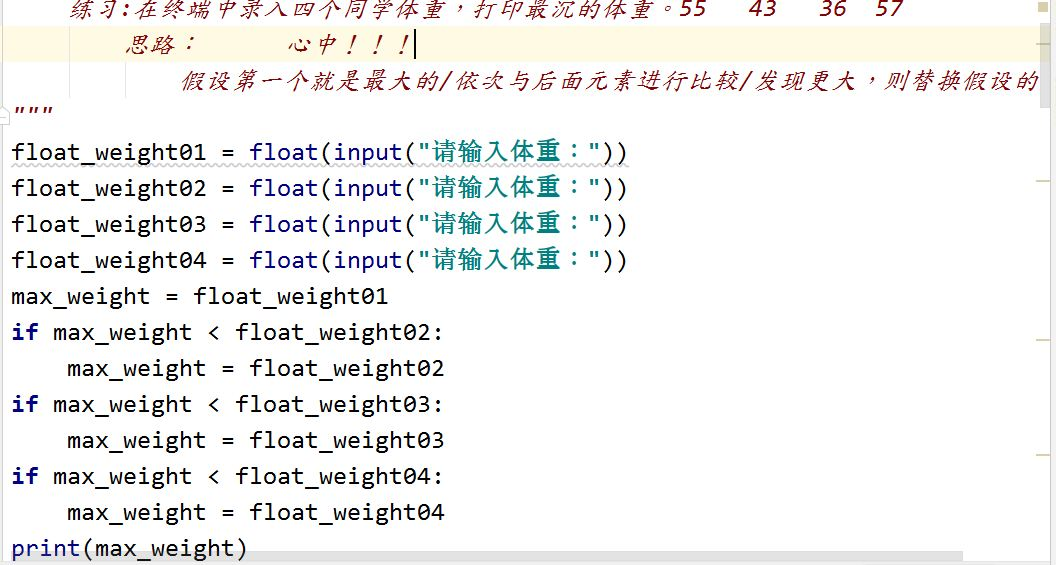 练习:在终端中录入四个同学体重，打印最沉的体重。55 43 36 57
思路： 心中！！！
假设第一个就是最大的/依次与后面元素进行比较/发现更大，则替换假设的
"""
float_weight01 = float(input("请输入体重："))
float_weight02 = float(input("请输入体重："))
float_weight03 = float(input("请输入体重："))
float_weight04 = float(input("请输入体重："))
max_weight = float_weight01
if max_weight < float_weight02:
    max_weight = float_weight02
if max_weight < float_weight03:
    max_weight = float_weight03
if max_weight < float_weight04:
    max_weight = float_weight04
print(max_weight)